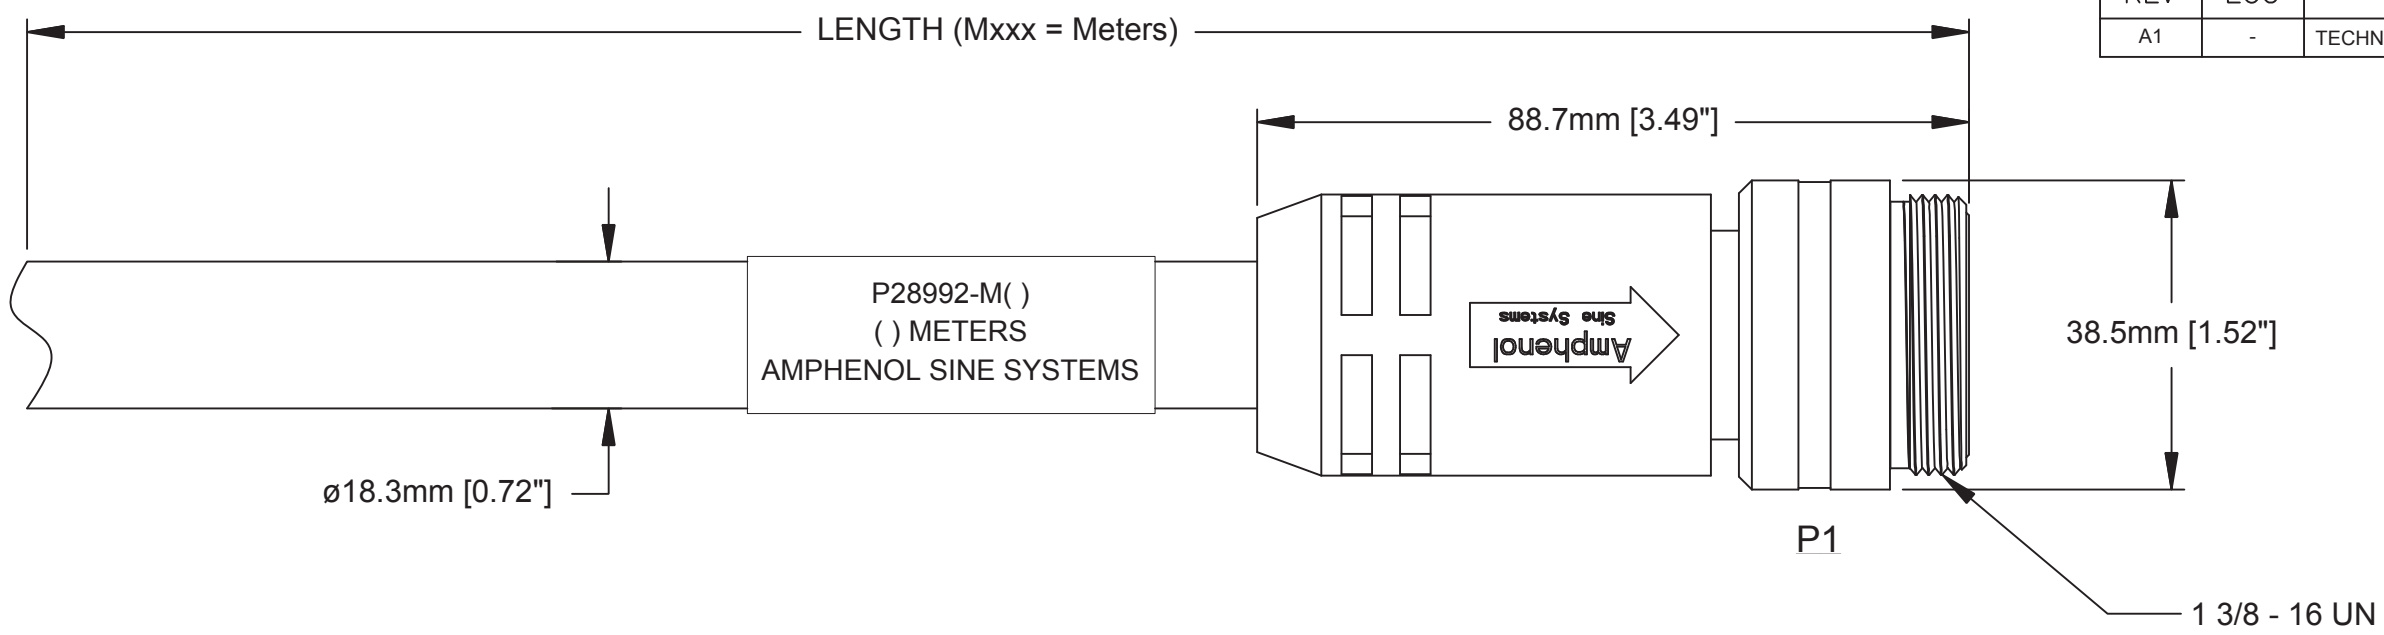 LENGTH (Mxxx = Meters)
A1 - TECHN
88.7mm [3.49"]
P28992-M( )
( ) METERS
AMPHENOL SINE SYSTEMS
Amphenol
Sine Systems
38.5mm [1.52"]
ø18.3mm [0.72"]
P1
1 3/8 - 16 UN